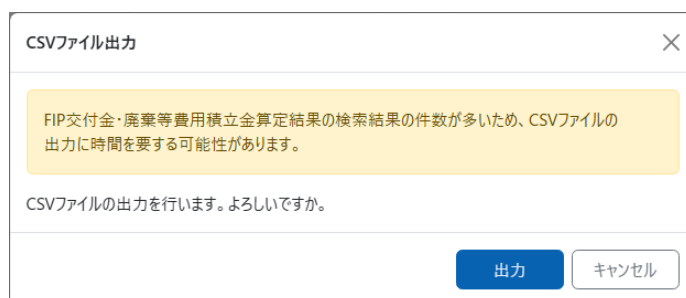 CSVファイル出力
FIP交付金・廃棄等費用積立金算定結果の検索結果の件数が多いため、CSVファイルの
出力に時間を要する可能性があります。
CSVファイルの出力を行います。よろしいですか。
出力
キャンセル